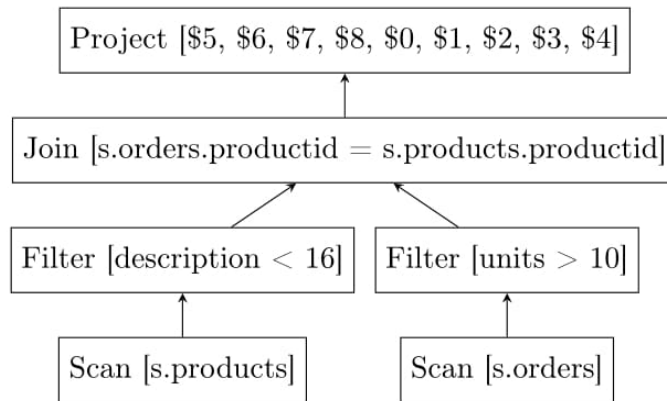 Project [$5, $6, $7, $8, $0, $1, $2, $3, $4]
Join [s.orders.productid = s.products.productid]
Filter [description < 16]
Filter [units > 10]
Scan [s.products]
Scan [s.orders]